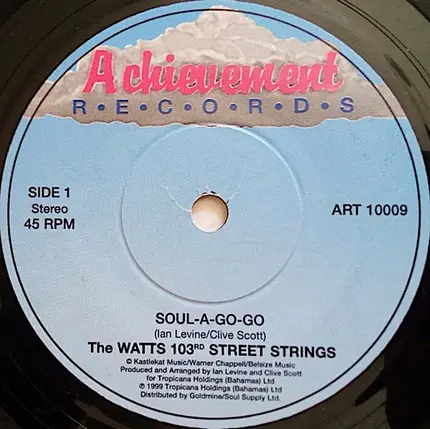 Achievement
R•E•C•O•R•D•S
SIDE 1
Stereo
45 RPM
ART 10009
SOUL-A-GO-GO
(Ian Levine/Clive Scott)
The WATTS 103RD STREET STRINGS
© Kastlekat Music/Warner Chappell/Belsize Music
Produced and Arranged by Ian Levine and Clive Scott
for Tropicana Holdings (Bahamas) Ltd
℗ 1999 Tropicana Holdings (Bahamas) Ltd
Distributed by Goldmine/Soul Supply Ltd.